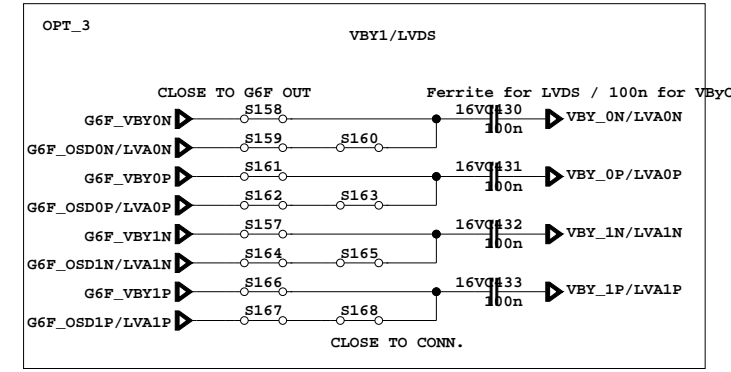 OPT_3
VBY1/LVDS
CLOSE TO G6F OUT
Ferrite for LVDS / 100n for VByO
G6F_VBY0N S158 16V C430 100n VBY_0N/LVA0N
G6F_OSD0N/LVA0N S159 S160
G6F_VBY0P S161 16V C431 100n VBY_0P/LVA0P
G6F_OSD0P/LVA0P S162 S163
G6F_VBY1N S157 16V C432 100n VBY_1N/LVA1N
G6F_OSD1N/LVA1N S164 S165
G6F_VBY1P S166 16V C433 100n VBY_1P/LVA1P
G6F_OSD1P/LVA1P S167 S168
CLOSE TO CONN.